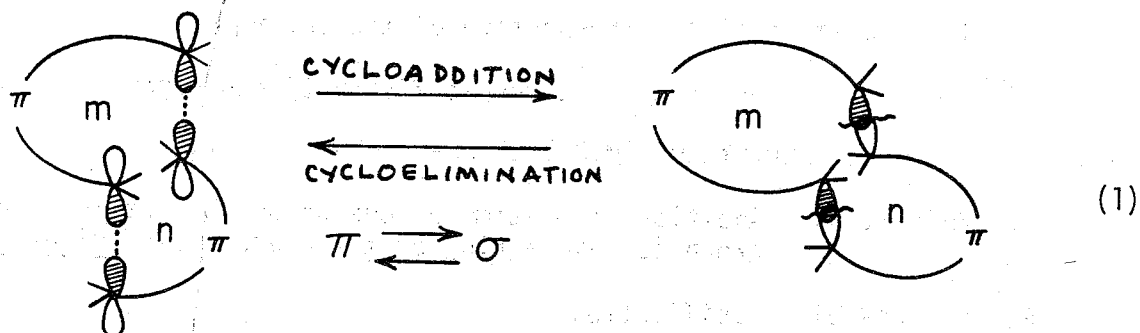 CYCLOADDITION
π m π m
CYCLOELIMINATION
n π π ⇌ σ n π (1)